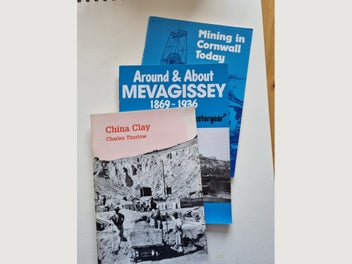 Mining in
Cornwall
Today
Around & About
MEVAGISSEY
1869-1936
China Clay
Charles Thurlow